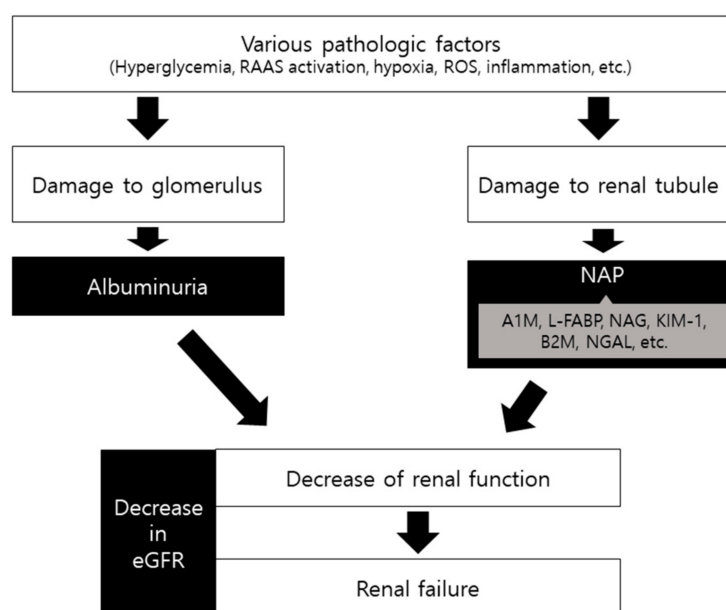 Various pathologic factors
(Hyperglycemia, RAAS activation, hypoxia, ROS, inflammation, etc.)
Damage to glomerulus
Damage to renal tubule
Albuminuria
NAP
A1M, L-FABP, NAG, KIM-1,
B2M, NGAL, etc.
Decrease
in
eGFR
Decrease of renal function
Renal failure